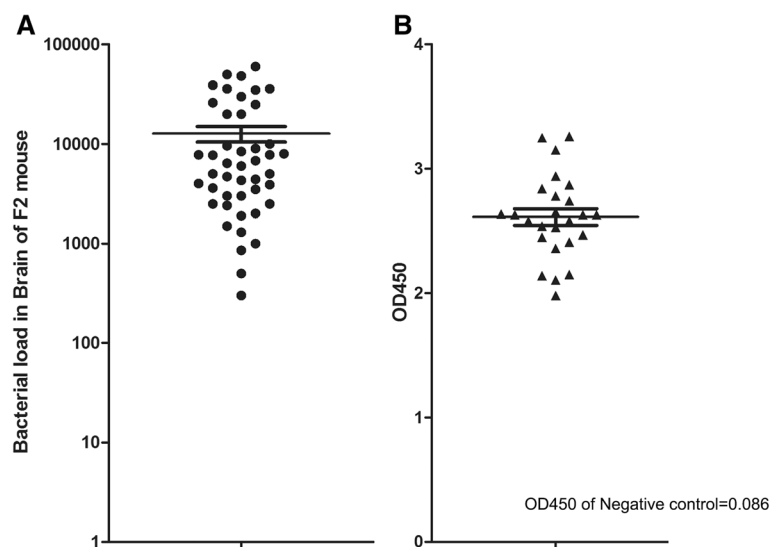 A
Bacterial load in Brain of F2 mouse
100000
10000
1000
100
10
1
B
OD450
4
3
2
1
0
OD450 of Negative control=0.086